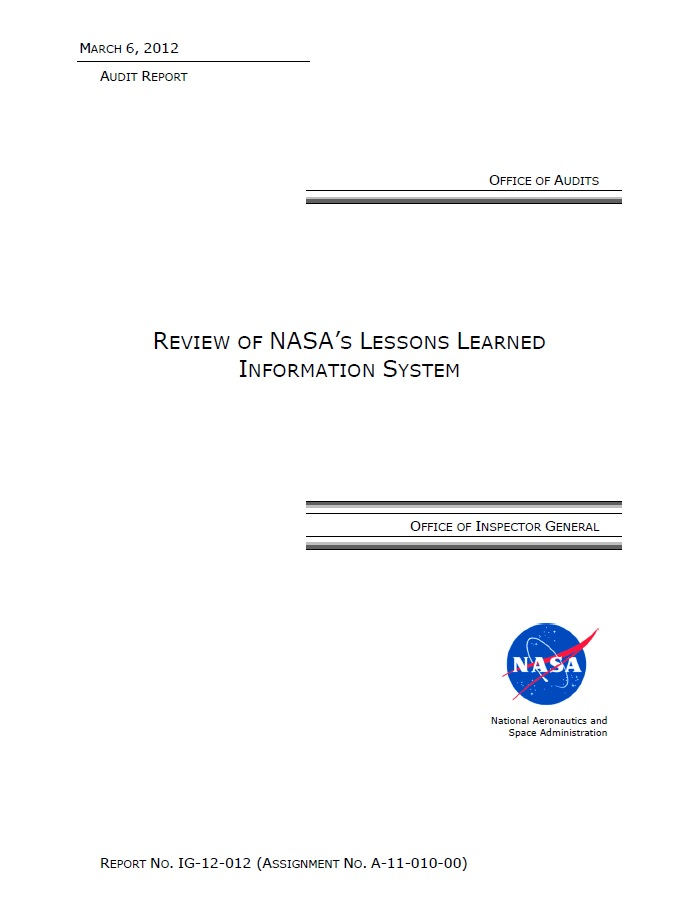 MARCH 6, 2012
AUDIT REPORT
OFFICE OF AUDITS
REVIEW OF NASA'S LESSONS LEARNED
INFORMATION SYSTEM
OFFICE OF INSPECTOR GENERAL
NASA
National Aeronautics and
Space Administration
REPORT NO. IG-12-012 (ASSIGNMENT NO. A-11-010-00)